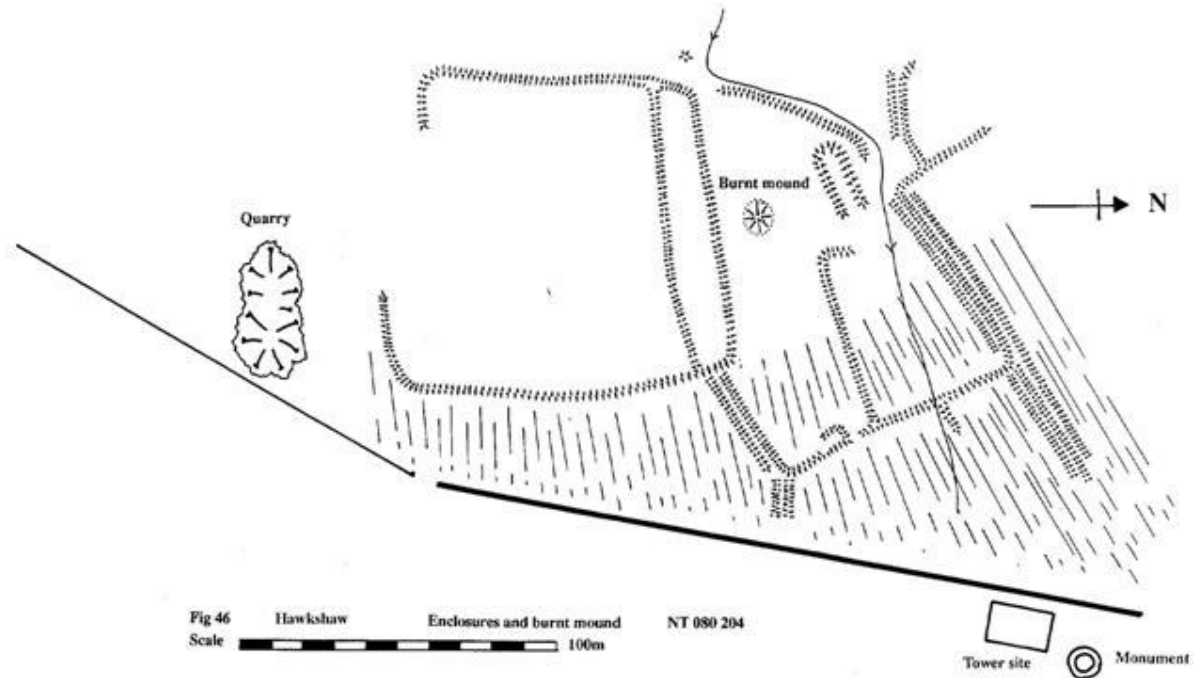 Burnt mound
N
Quarry
Fig 46 Hawkshaw Enclosures and burnt mound NT 080 204
Scale 100m
Tower site
Monument